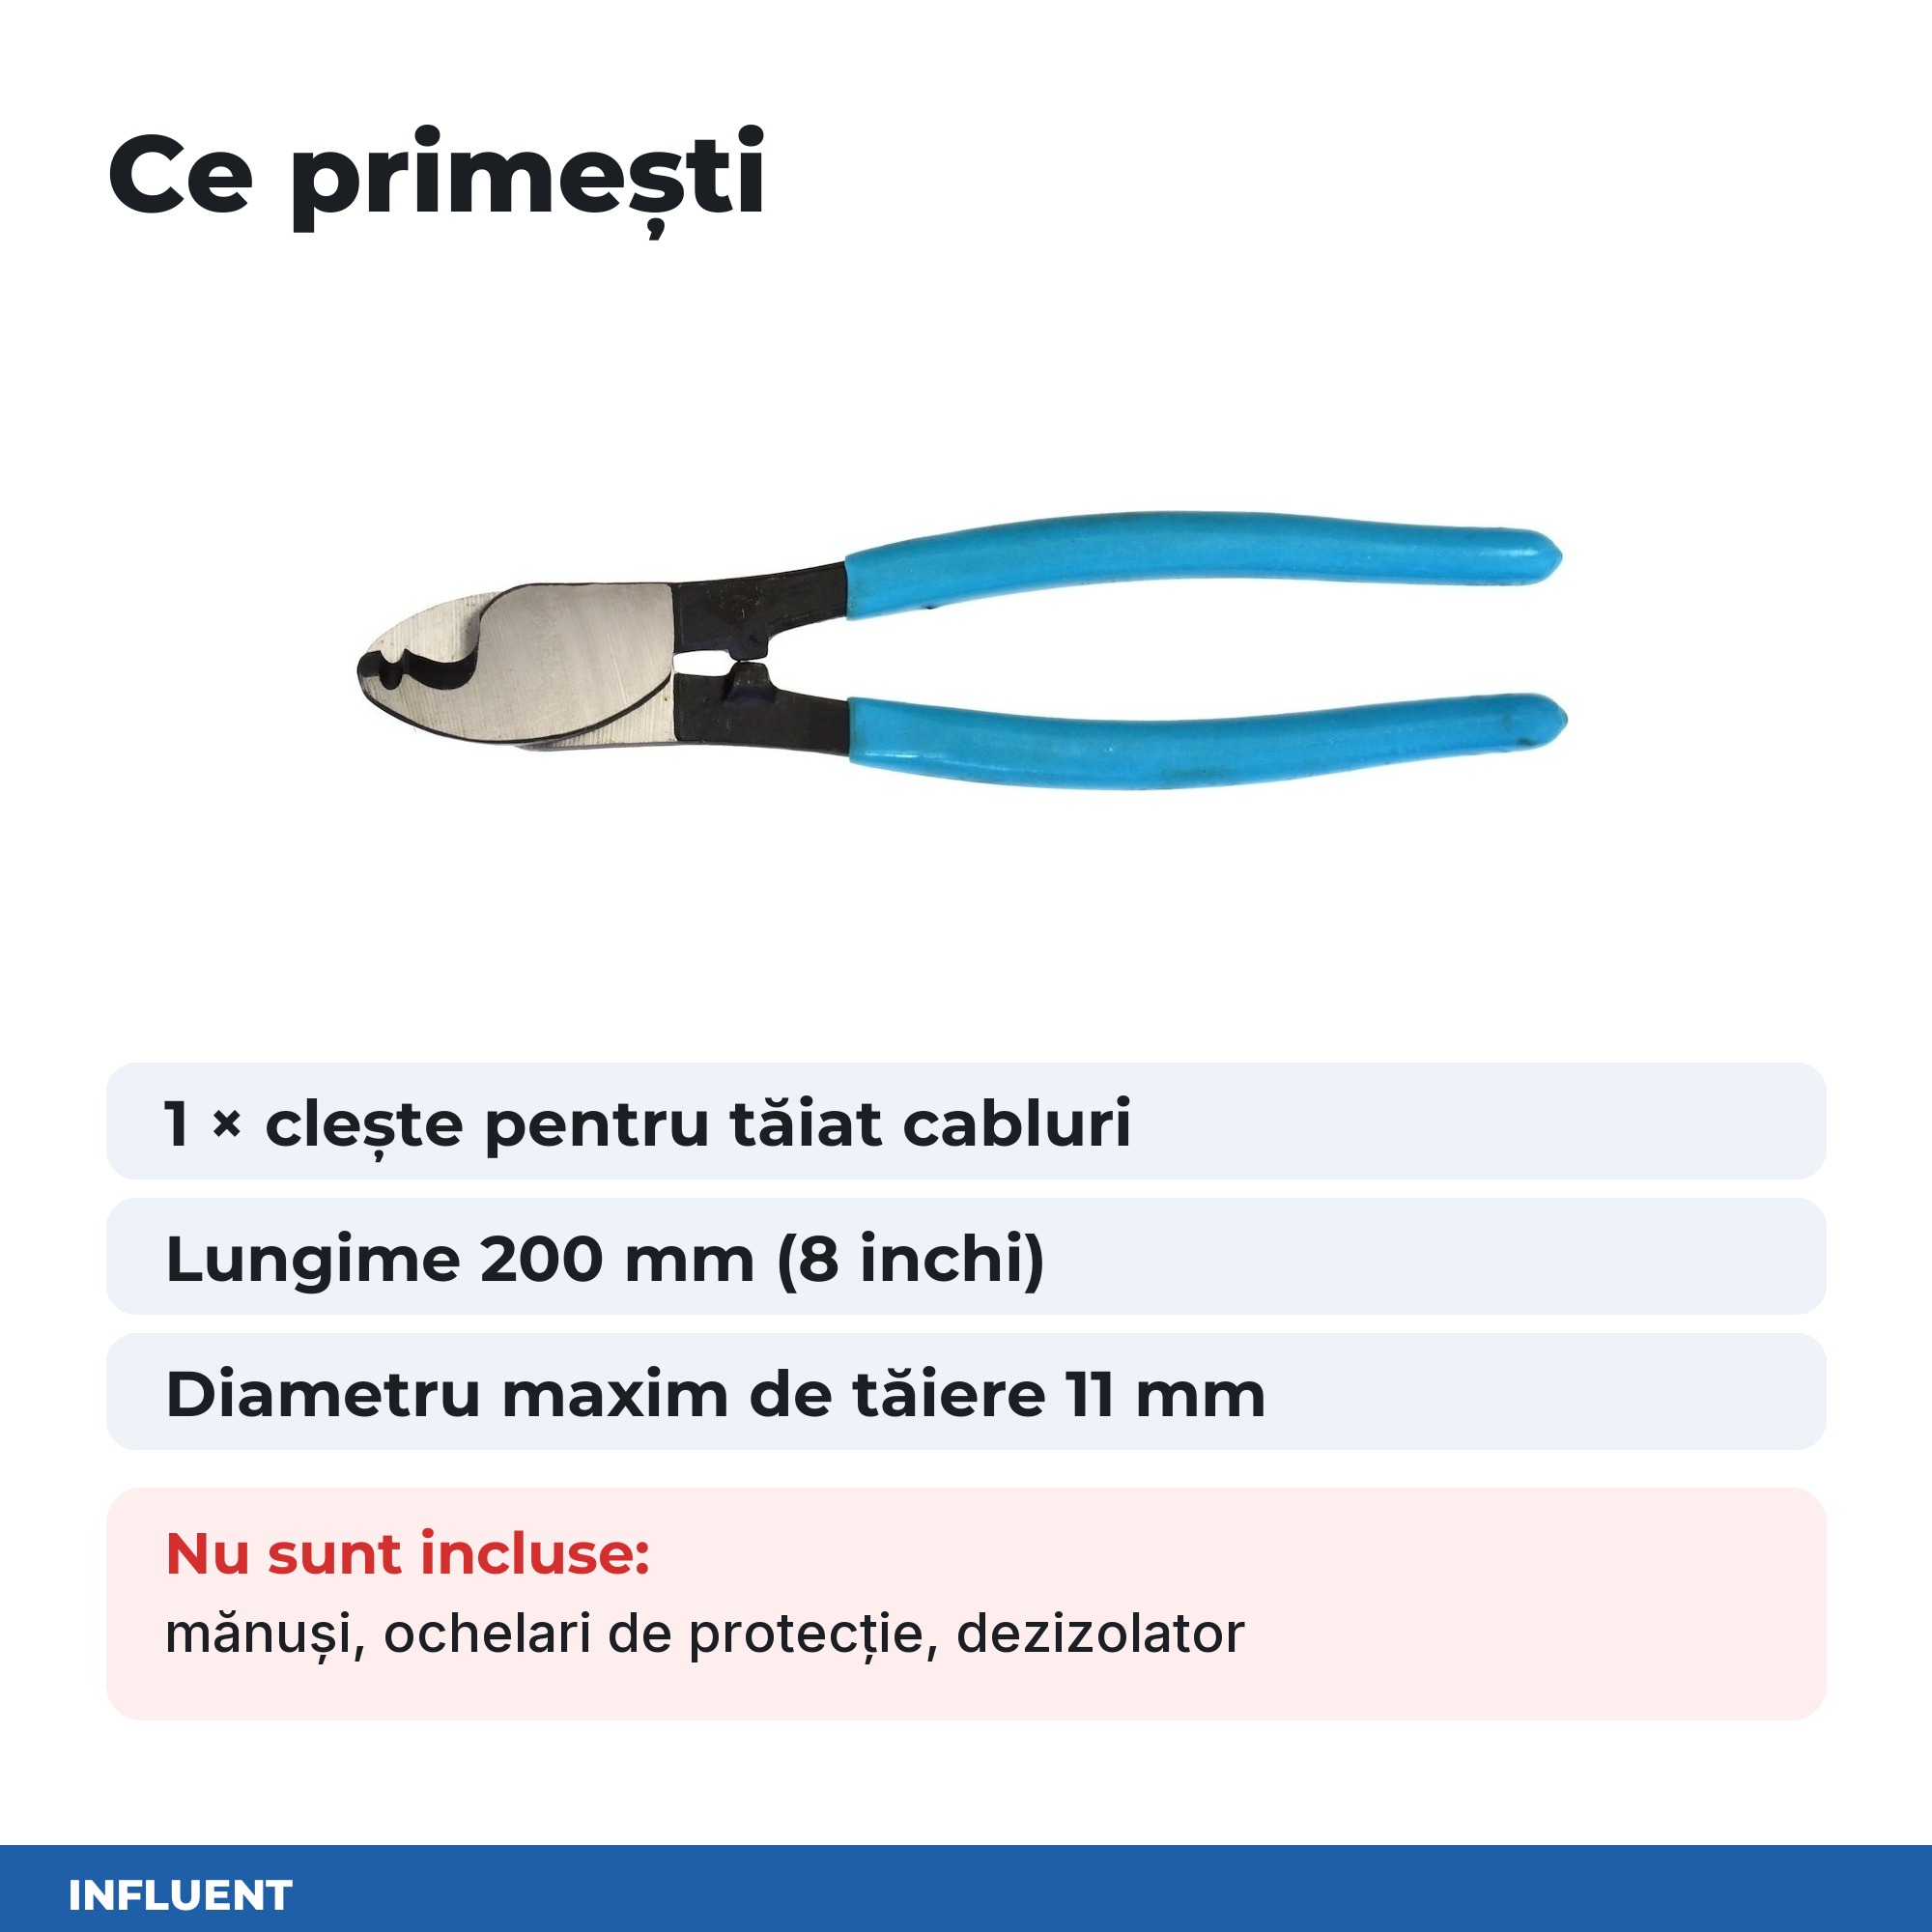 Ce primești
1 × clește pentru tăiat cabluri
Lungime 200 mm (8 inchi)
Diametru maxim de tăiere 11 mm
Nu sunt incluse:
mănuși, ochelari de protecție, dezizolator
INFLUENT